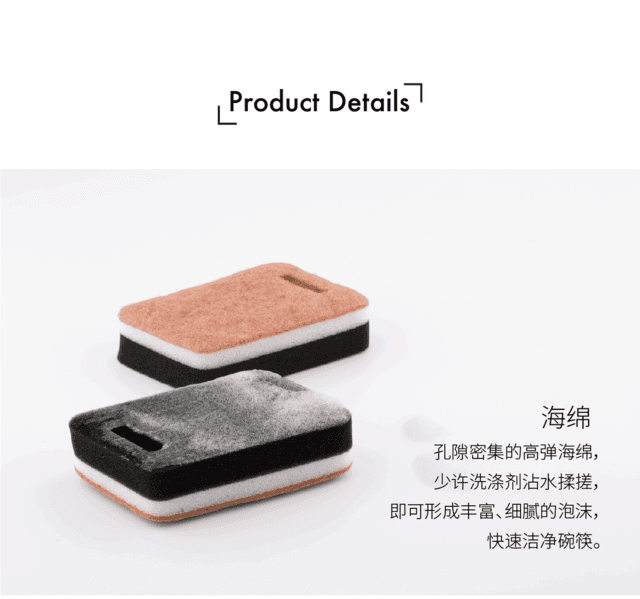 Product Details
海绵
孔隙密集的高弹海绵，
少许洗涤剂沾水揉搓，
即可形成丰富、细腻的泡沫，
快速洁净碗筷。